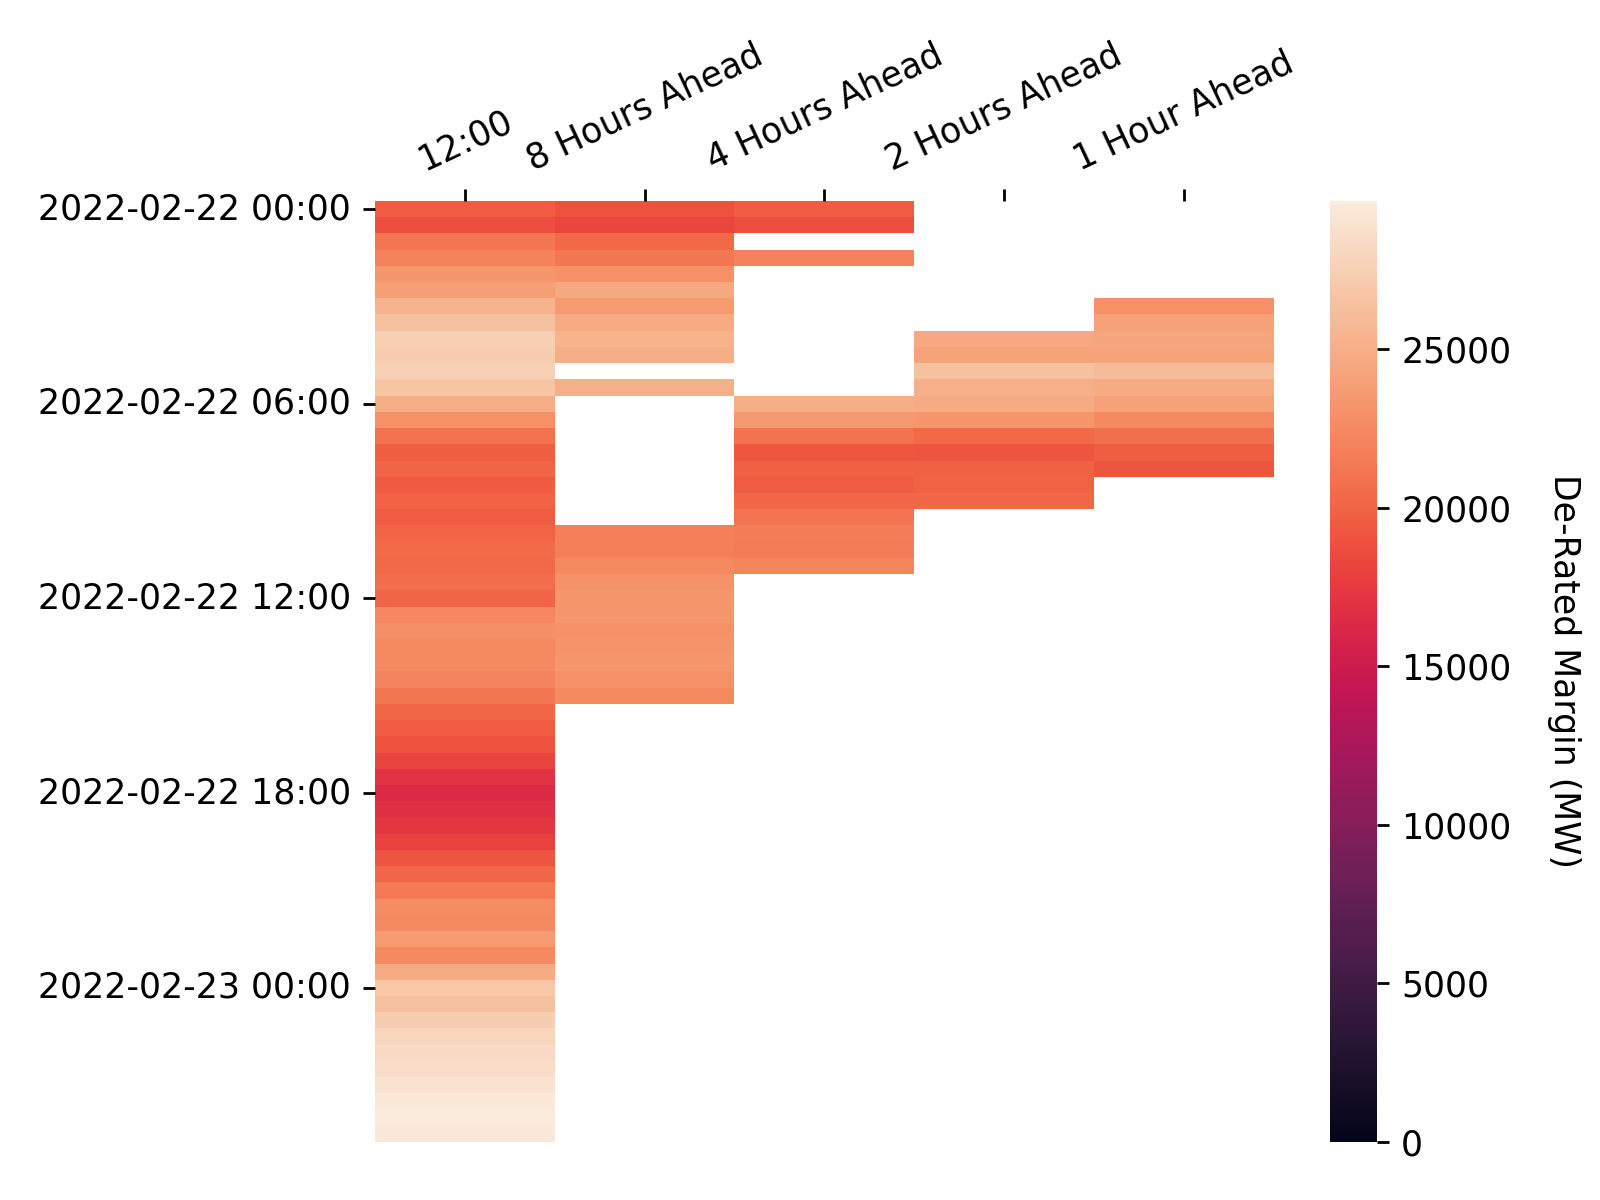 12:00
8 Hours Ahead
4 Hours Ahead
2 Hours Ahead
1 Hour Ahead
2022-02-22 00:00
2022-02-22 06:00
2022-02-22 12:00
2022-02-22 18:00
2022-02-23 00:00
25000
20000
15000
10000
5000
0
De-Rated Margin (MW)